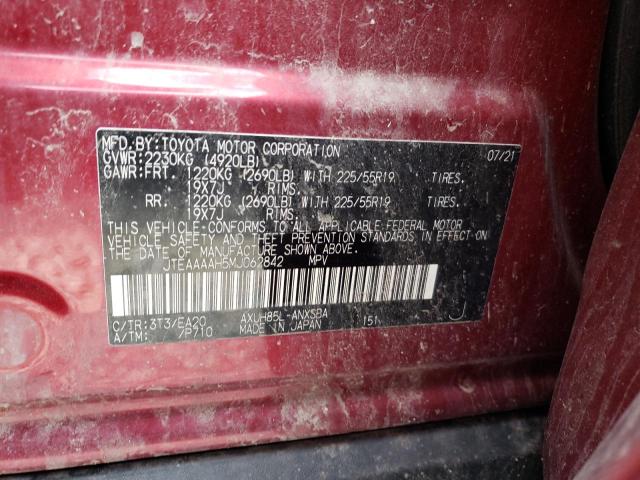 MFD.BY:TOYOTA MOTOR CORPORATION 07/21
GVWR:2230KG (4920LB)
GAWR:FRT. 1220KG (2690LB) WITH 225/55R19 TIRES.
19X7J RIMS.
RR. 1220KG (2690LB) WITH 225/55R19 TIRES.
19X7J RIMS.
THIS VEHICLE CONFORMS TO ALL APPLICABLE FEDERAL MOTOR
VEHICLE SAFETY AND THEFT PREVENTION STANDARDS IN EFFECT ON
THE DATE OF MANUFACTURE SHOWN ABOVE.
JTEAAAAH5MJ069842 MPV
C/TR:3T3/EA20 AXUH85L-ANXSBA J
A/TM: /P710 MADE IN JAPAN 151